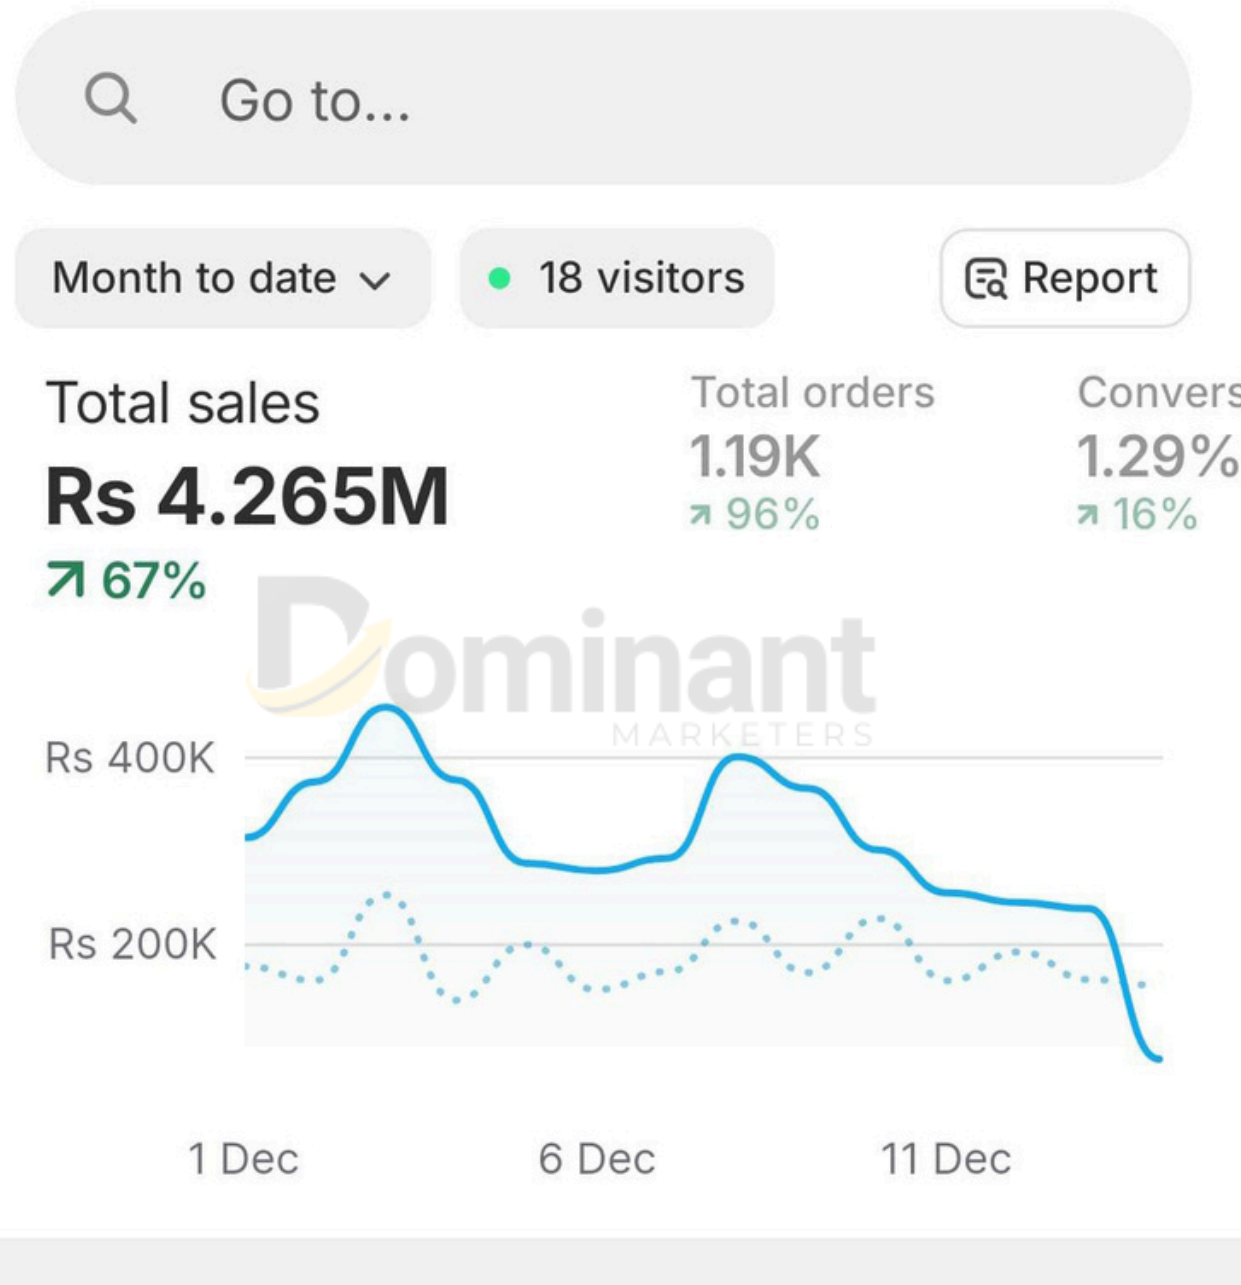 Go to...
Month to date
18 visitors
Report
Total sales
Rs 4.265M
67%
Total orders
1.19K
96%
Convers
1.29%
16%
Dominant
MARKETERS
Rs 400K
Rs 200K
1 Dec
6 Dec
11 Dec